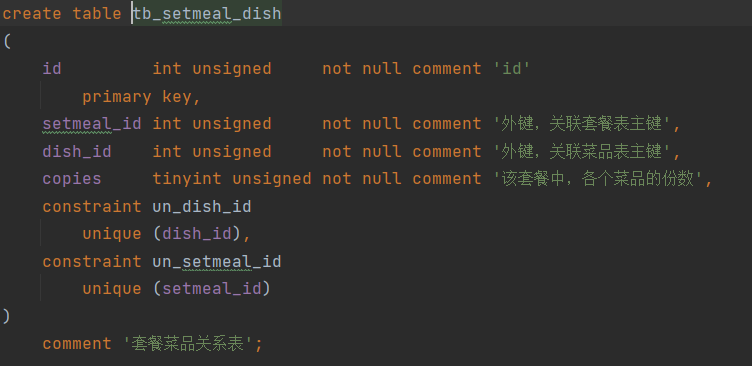 create table tb_setmeal_dish
(
    id         int unsigned     not null comment 'id'
        primary key,
    setmeal_id int unsigned     not null comment '外键，关联套餐表主键',
    dish_id    int unsigned     not null comment '外键，关联菜品表主键',
    copies     tinyint unsigned not null comment '该套餐中，各个菜品的份数',
    constraint un_dish_id
        unique (dish_id),
    constraint un_setmeal_id
        unique (setmeal_id)
)
    comment '套餐菜品关系表';